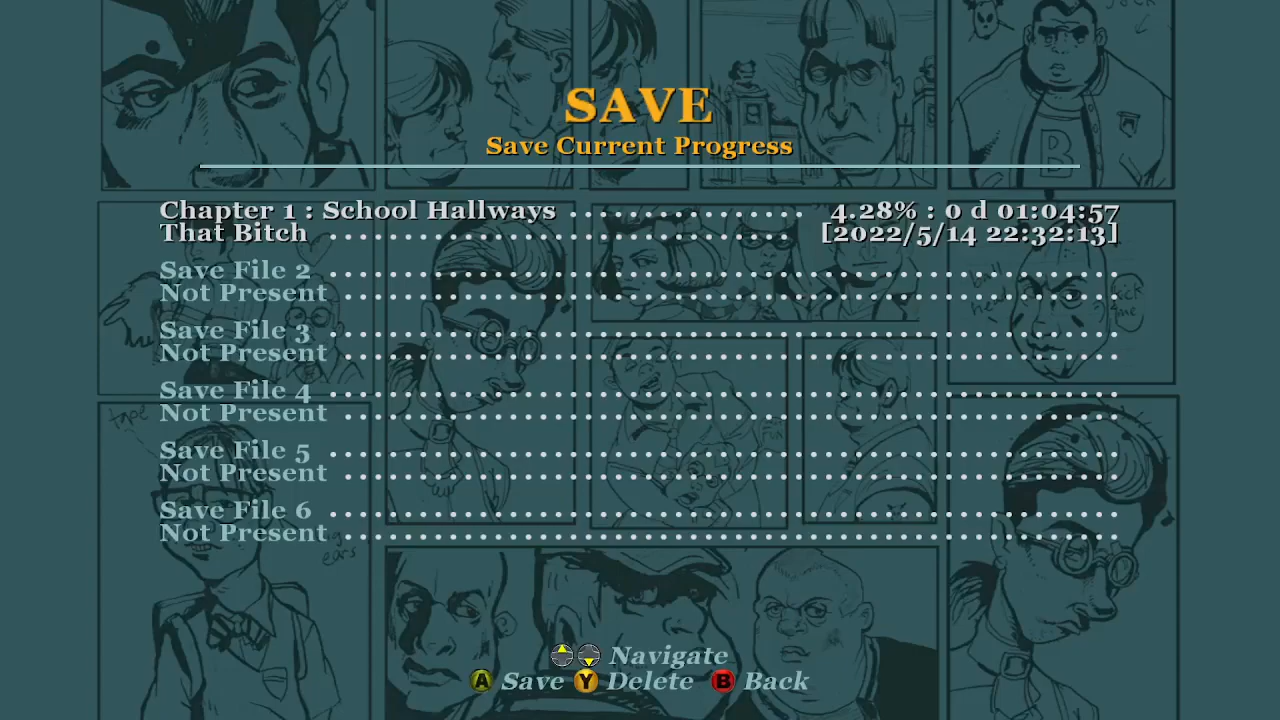 SAVE
Save Current Progress
Chapter 1 : School Hallways 4.28% : 0 d 01:04:57
That Bitch [2022/5/14 22:32:13]
Save File 2
Not Present
Save File 3
Not Present
Save File 4
Not Present
Save File 5
Not Present
Save File 6
Not Present
Navigate
A Save Y Delete B Back
B
tape
ears